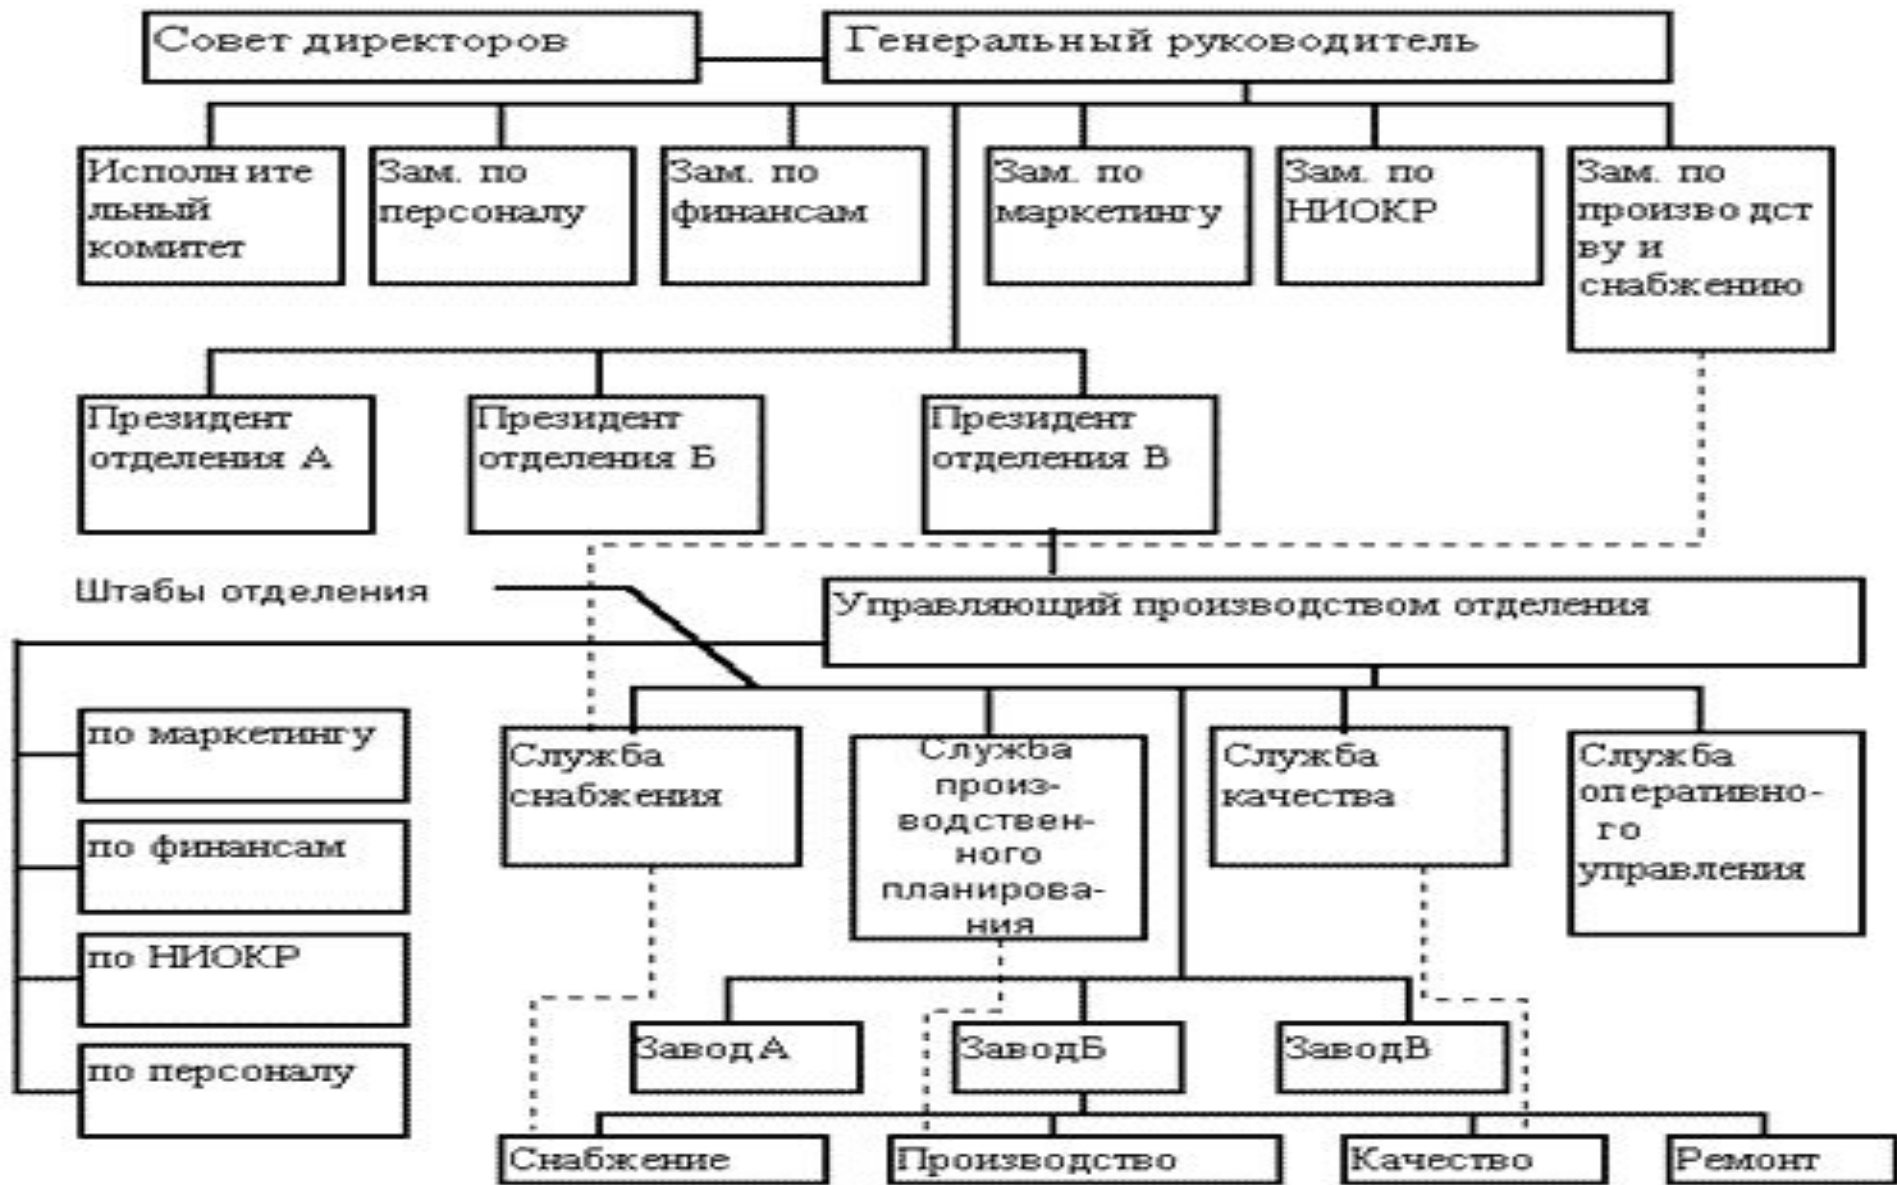 Совет директоров
Генеральный руководитель
Исполн ите
льный
комитет
Зам. по
персоналу
Зам. по
финансам
Зам. по
маркетингу
Зам. по
НИОКР
Зам. по
произво дст
ву и
снабжению
Президент
отделения А
Президент
отделения Б
Президент
отделения В
Штабы отделения
Управляющий производством отделения
по маркетингу
по финансам
по НИОКР
по персоналу
Служба
снабжения
Служба
произ-
водствен-
ного
планирова-
ния
Служба
качества
Служба
оперативно-
го
управления
Завод А
Завод Б
Завод В
Снабжение
Производство
Качество
Ремонт